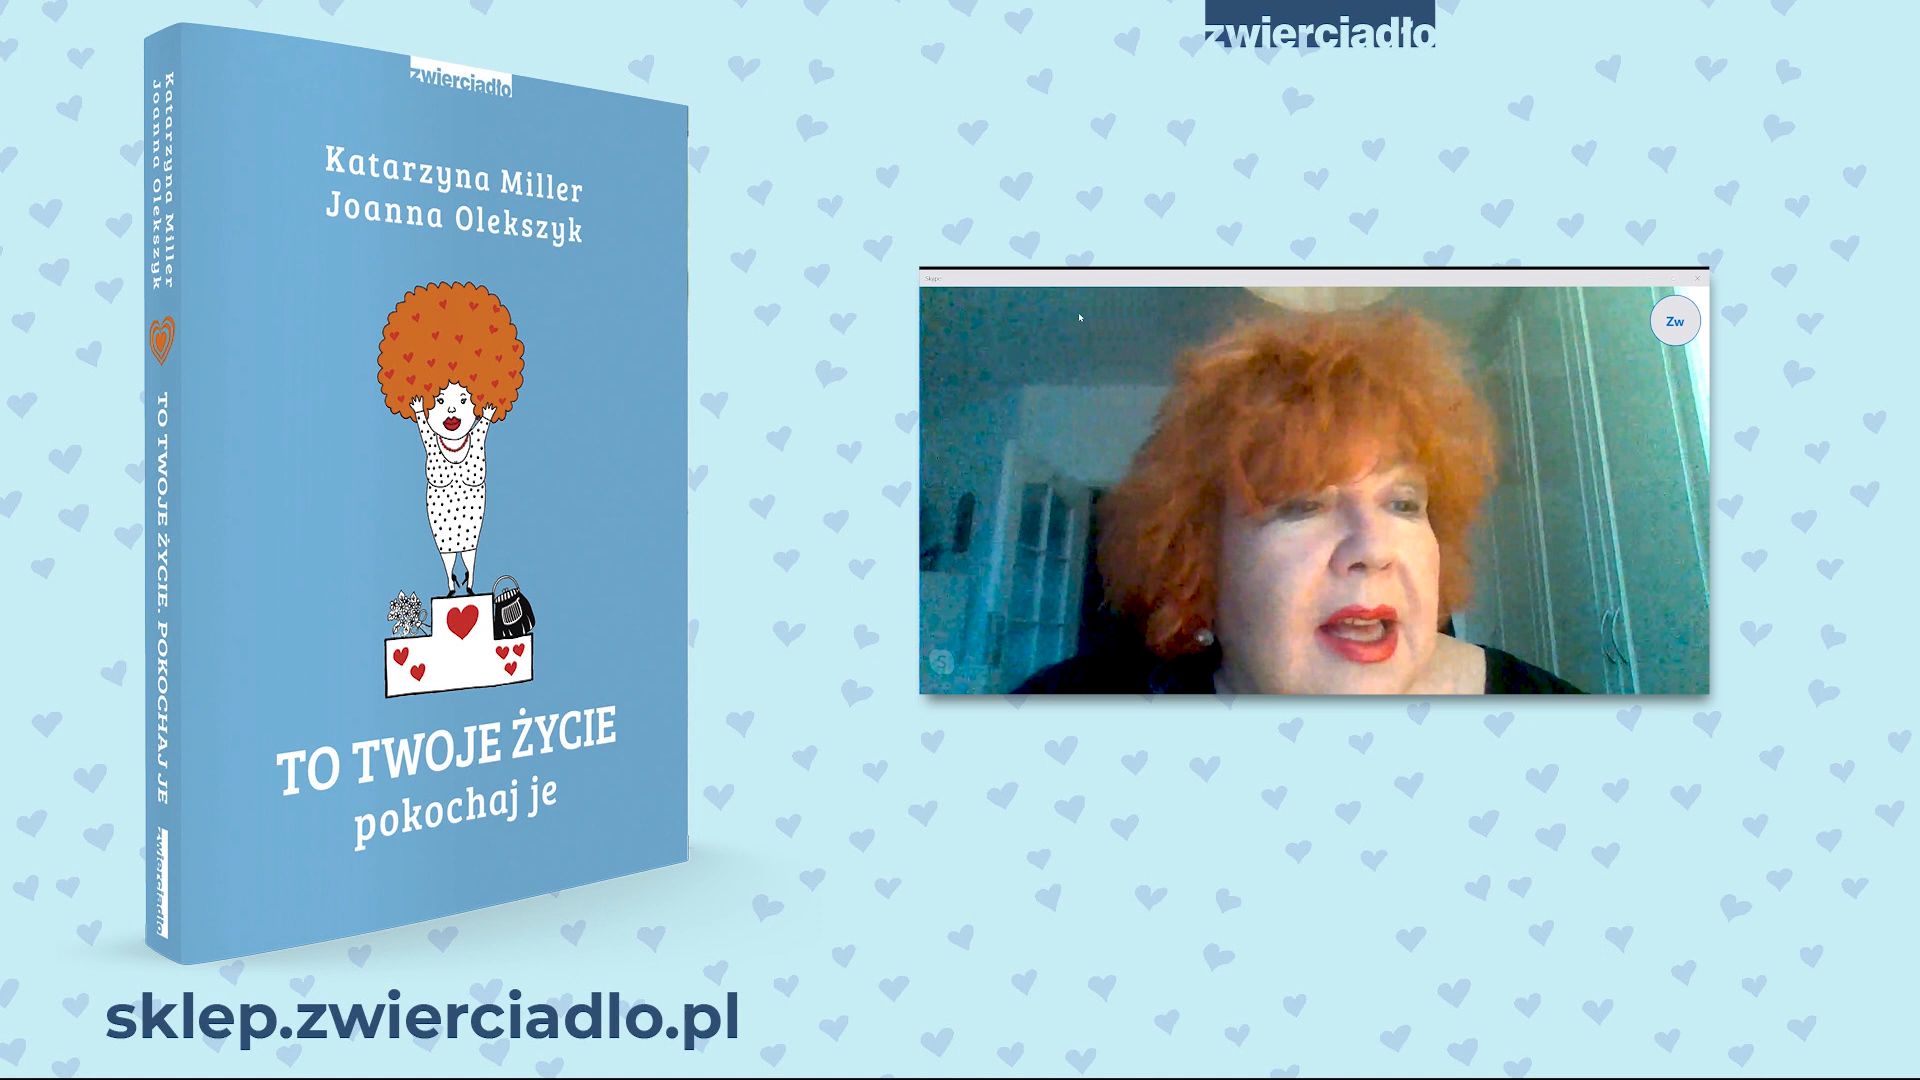 zwierciadło
Katarzyna Miller
Joanna Olekszyk
TO TWOJE ŻYCIE. POKOCHAJ JE
zwierciadło
zwierciadło
Katarzyna Miller
Joanna Olekszyk
TO TWOJE ŻYCIE
pokochaj je
sklep.zwierciadlo.pl
Skype
Zw